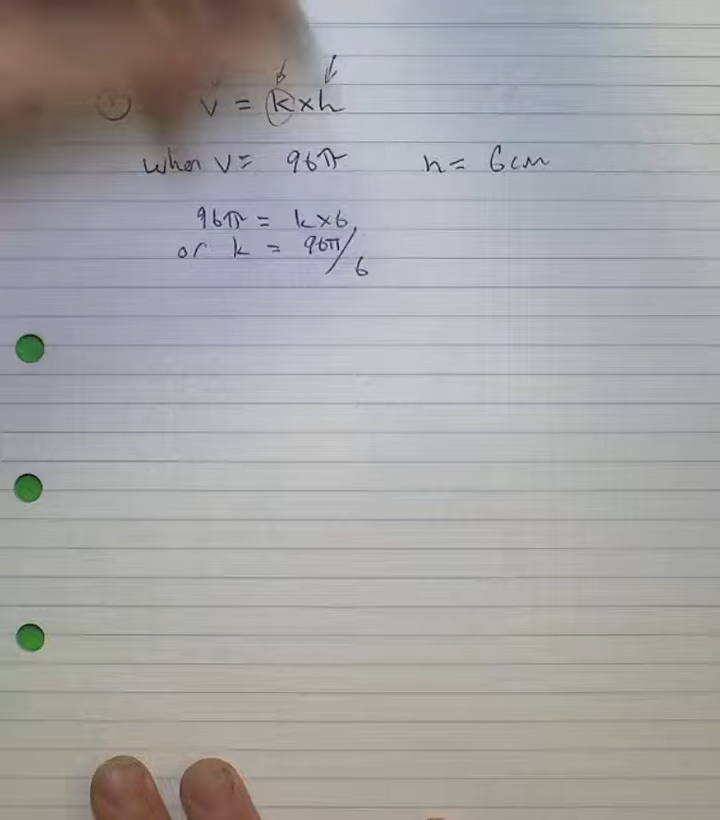 v = k×h
when v = 96π h = 6cm
96π = k×6
or k = 96π/6